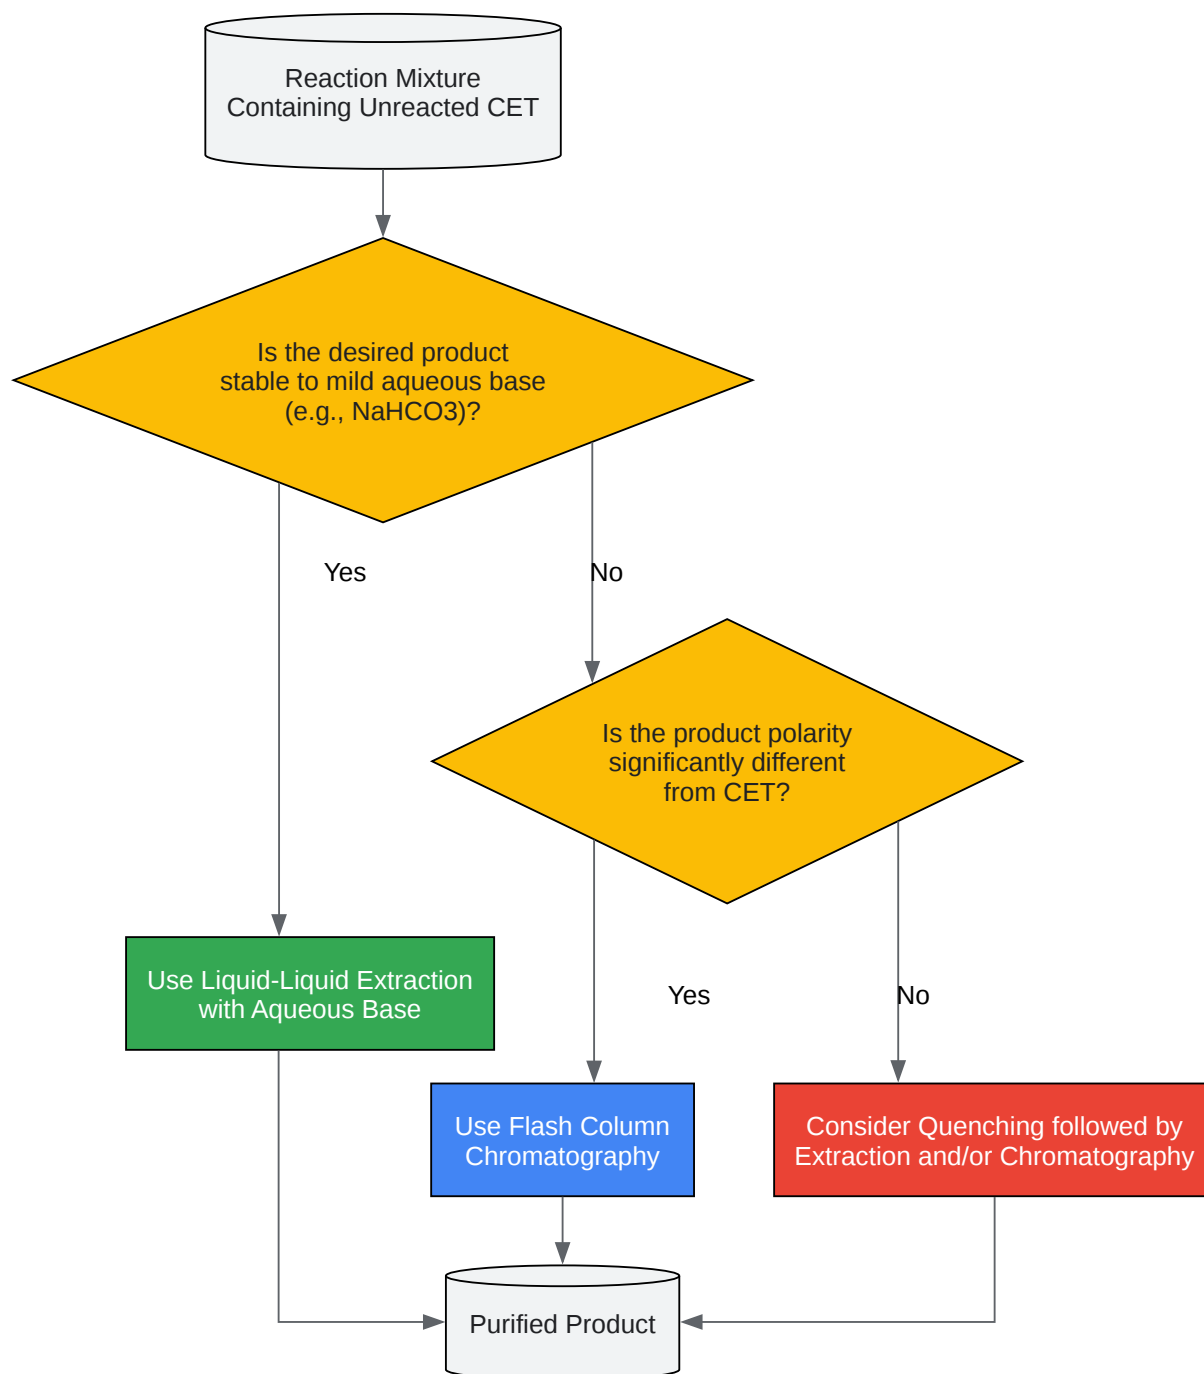 Reaction Mixture
Containing Unreacted CET
Is the desired product
stable to mild aqueous base
(e.g., NaHCO3)?
Yes
No
Is the product polarity
significantly different
from CET?
Use Liquid-Liquid Extraction
with Aqueous Base
Yes
No
Use Flash Column
Chromatography
Consider Quenching followed by
Extraction and/or Chromatography
Purified Product